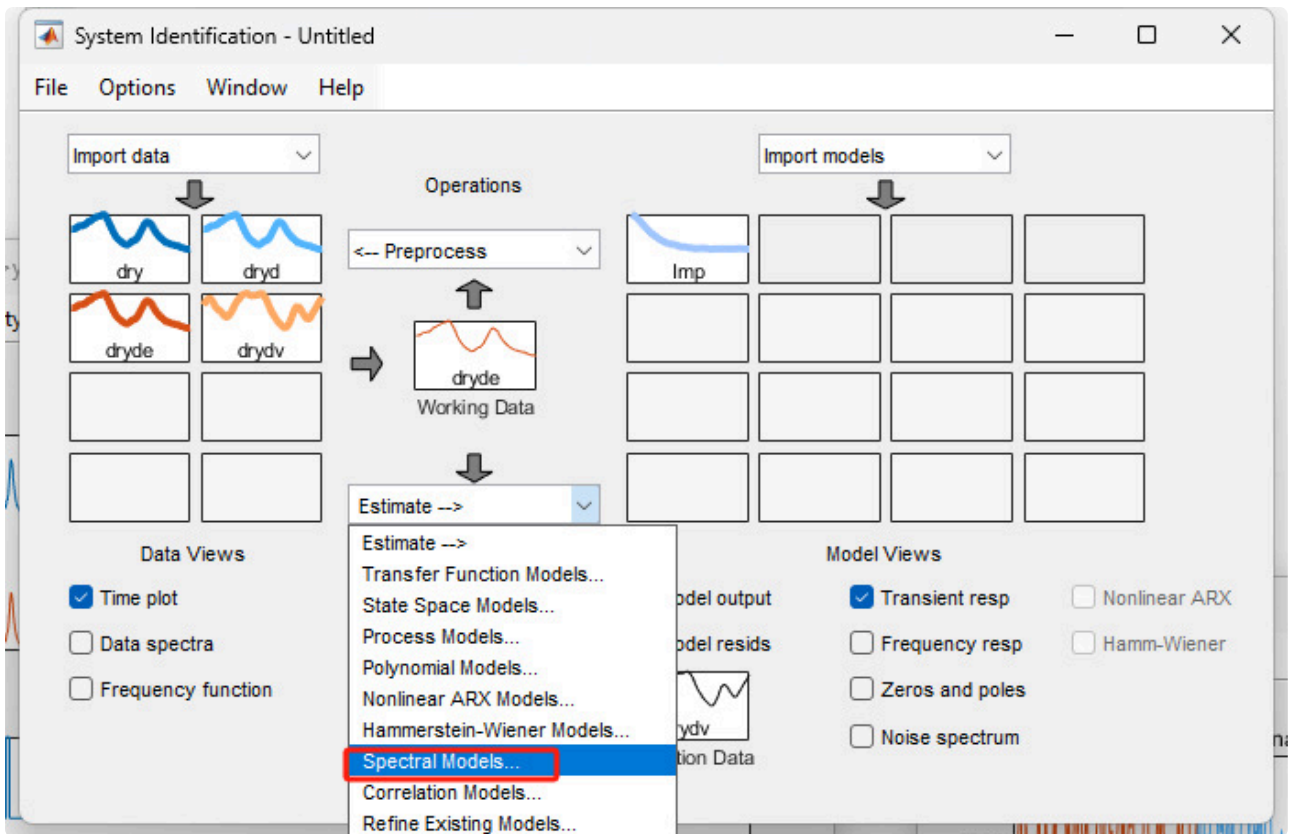 System Identification - Untitled
File Options Window Help
Import data
Import models
Operations
<-- Preprocess
dry
dryd
Imp
dryde
drydv
dryde
Working Data
Estimate -->
Estimate -->
Transfer Function Models...
State Space Models...
Process Models...
Polynomial Models...
Nonlinear ARX Models...
Hammerstein-Wiener Models...
Spectral Models...
Correlation Models...
Refine Existing Models...
Data Views
Time plot
Data spectra
Frequency function
Model Views
odel output
odel resids
ydv
tion Data
Transient resp
Frequency resp
Zeros and poles
Noise spectrum
Nonlinear ARX
Hamm-Wiener